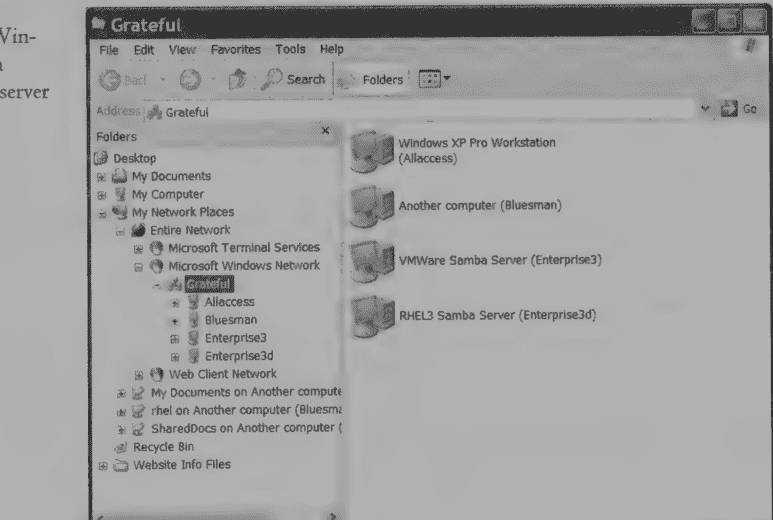 Win-
a
server
Grateful
File Edit View Favorites Tools Help
Back Search Folders
Address Grateful Go
Folders
Desktop
My Documents
My Computer
My Network Places
Entire Network
Microsoft Terminal Services
Microsoft Windows Network
Grateful
Allaccess
Bluesman
Enterprise3
Enterprise3d
Web Client Network
My Documents on Another compute
rhel on Another computer (Bluesma
SharedDocs on Another computer (
Recycle Bin
Website Info Files
Windows XP Pro Workstation
(Allaccess)
Another computer (Bluesman)
VMWare Samba Server (Enterprise3)
RHEL3 Samba Server (Enterprise3d)